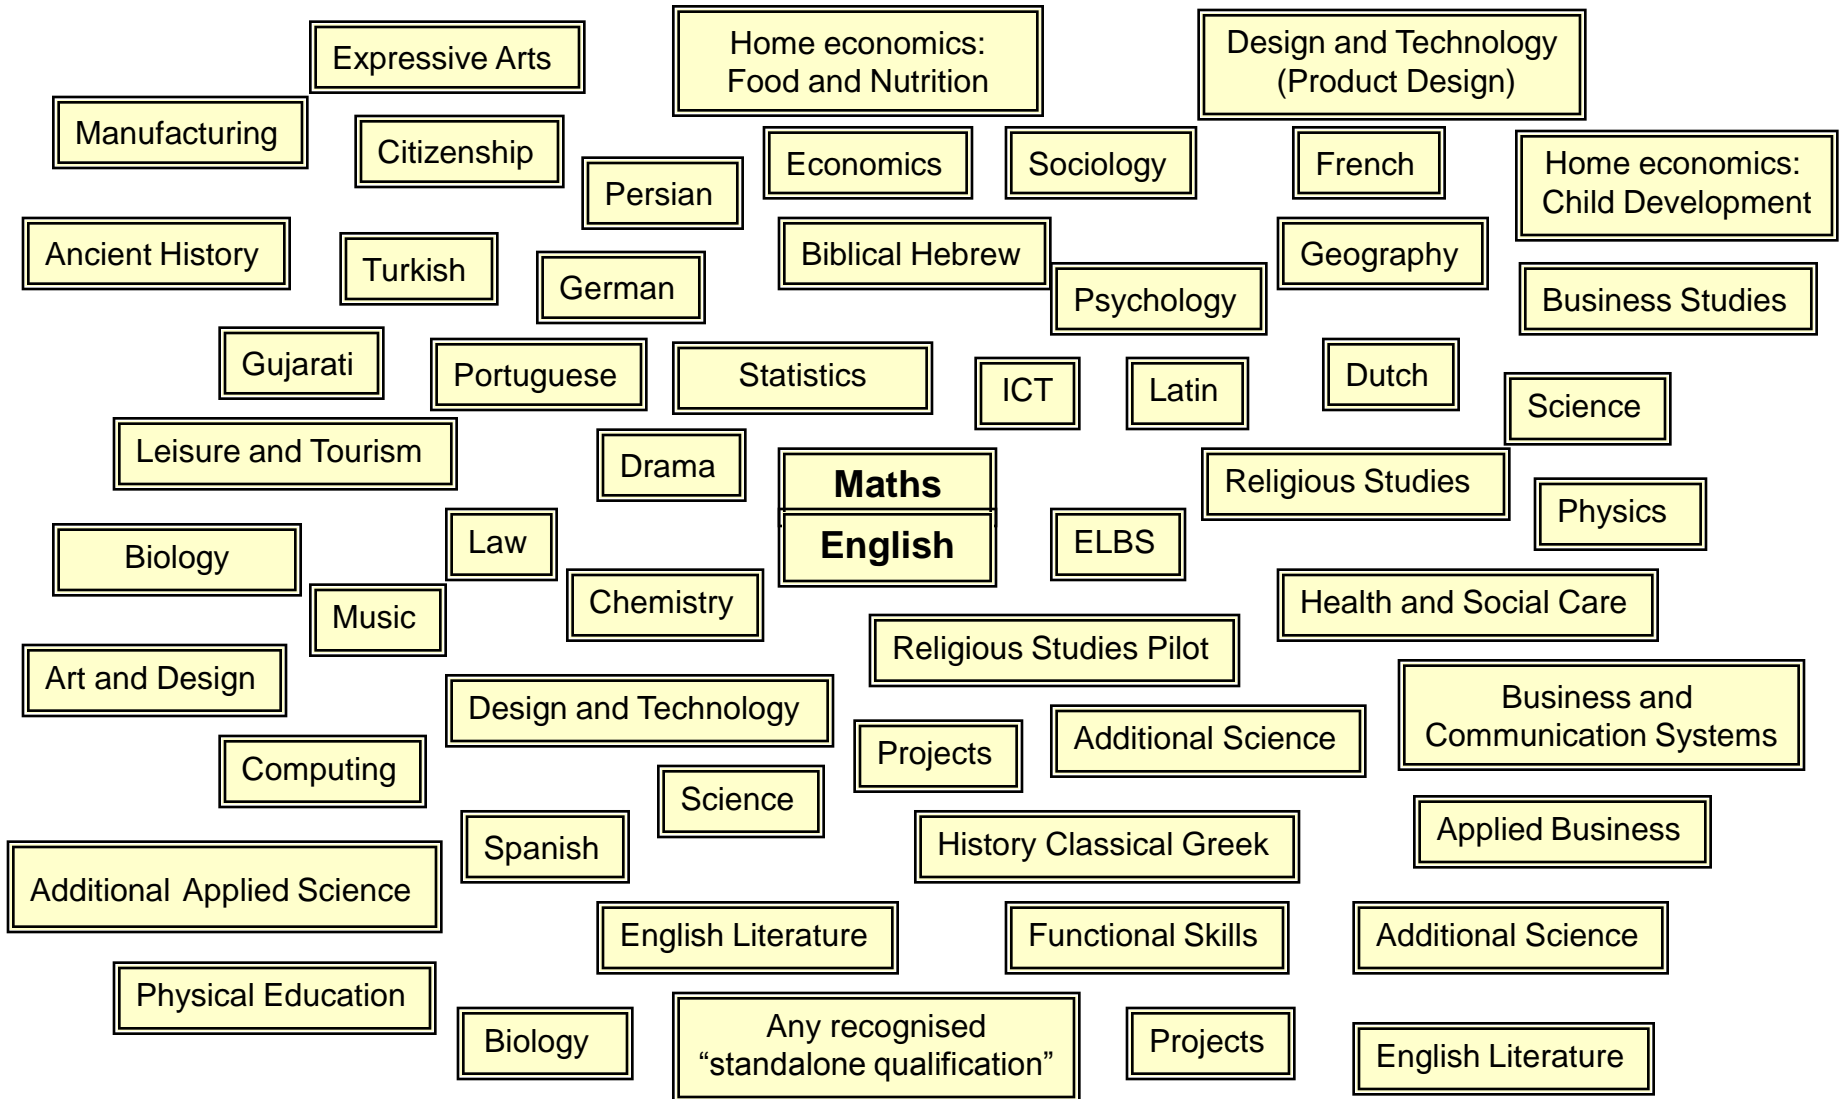 Expressive Arts
Home economics:
Food and Nutrition
Design and Technology
(Product Design)
Manufacturing
Citizenship
Persian
Economics
Sociology
French
Home economics:
Child Development
Ancient History
Turkish
German
Biblical Hebrew
Psychology
Geography
Business Studies
Gujarati
Portuguese
Statistics
ICT
Latin
Dutch
Science
Leisure and Tourism
Drama
Maths
Religious Studies
Physics
Biology
Law
English
ELBS
Music
Chemistry
Health and Social Care
Religious Studies Pilot
Art and Design
Design and Technology
Business and
Communication Systems
Computing
Science
Projects
Additional Science
Spanish
History Classical Greek
Applied Business
Additional Applied Science
English Literature
Functional Skills
Additional Science
Physical Education
Biology
Any recognised
“standalone qualification”
Projects
English Literature